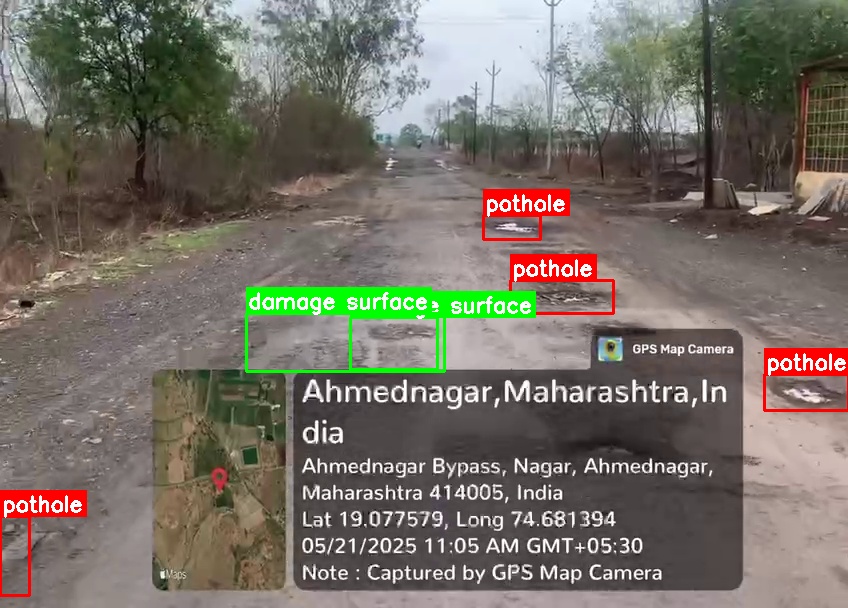 pothole
pothole
damage surface
e surface
GPS Map Camera
pothole
Ahmednagar,Maharashtra,In
dia
Ahmednagar Bypass, Nagar, Ahmednagar,
Maharashtra 414005, India
Lat 19.077579, Long 74.681394
05/21/2025 11:05 AM GMT+05:30
Note : Captured by GPS Map Camera
pothole
Maps